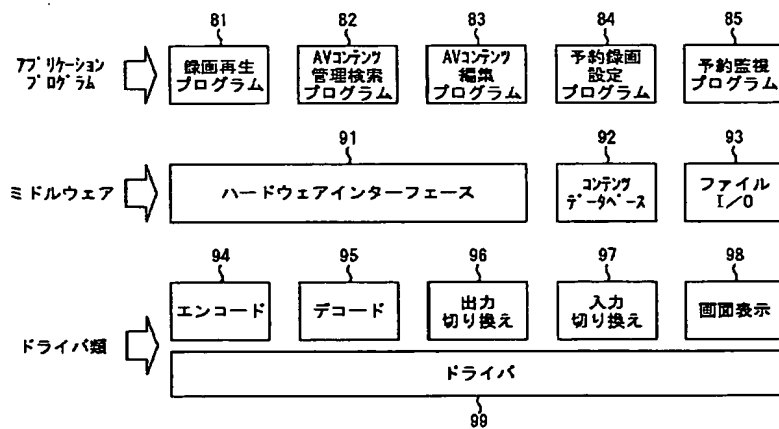 81
82
83
84
85
アプリケーション
プログラム
録画再生
プログラム
AVコンテンツ
管理検索
プログラム
AVコンテンツ
編集
プログラム
予約録画
設定
プログラム
予約監視
プログラム
91
92
93
ミドルウェア
ハードウェアインターフェース
コンテンツ
データベース
ファイル
I/O
94
95
96
97
98
エンコード
デコード
出力
切り換え
入力
切り換え
画面表示
ドライバ類
ドライバ
99